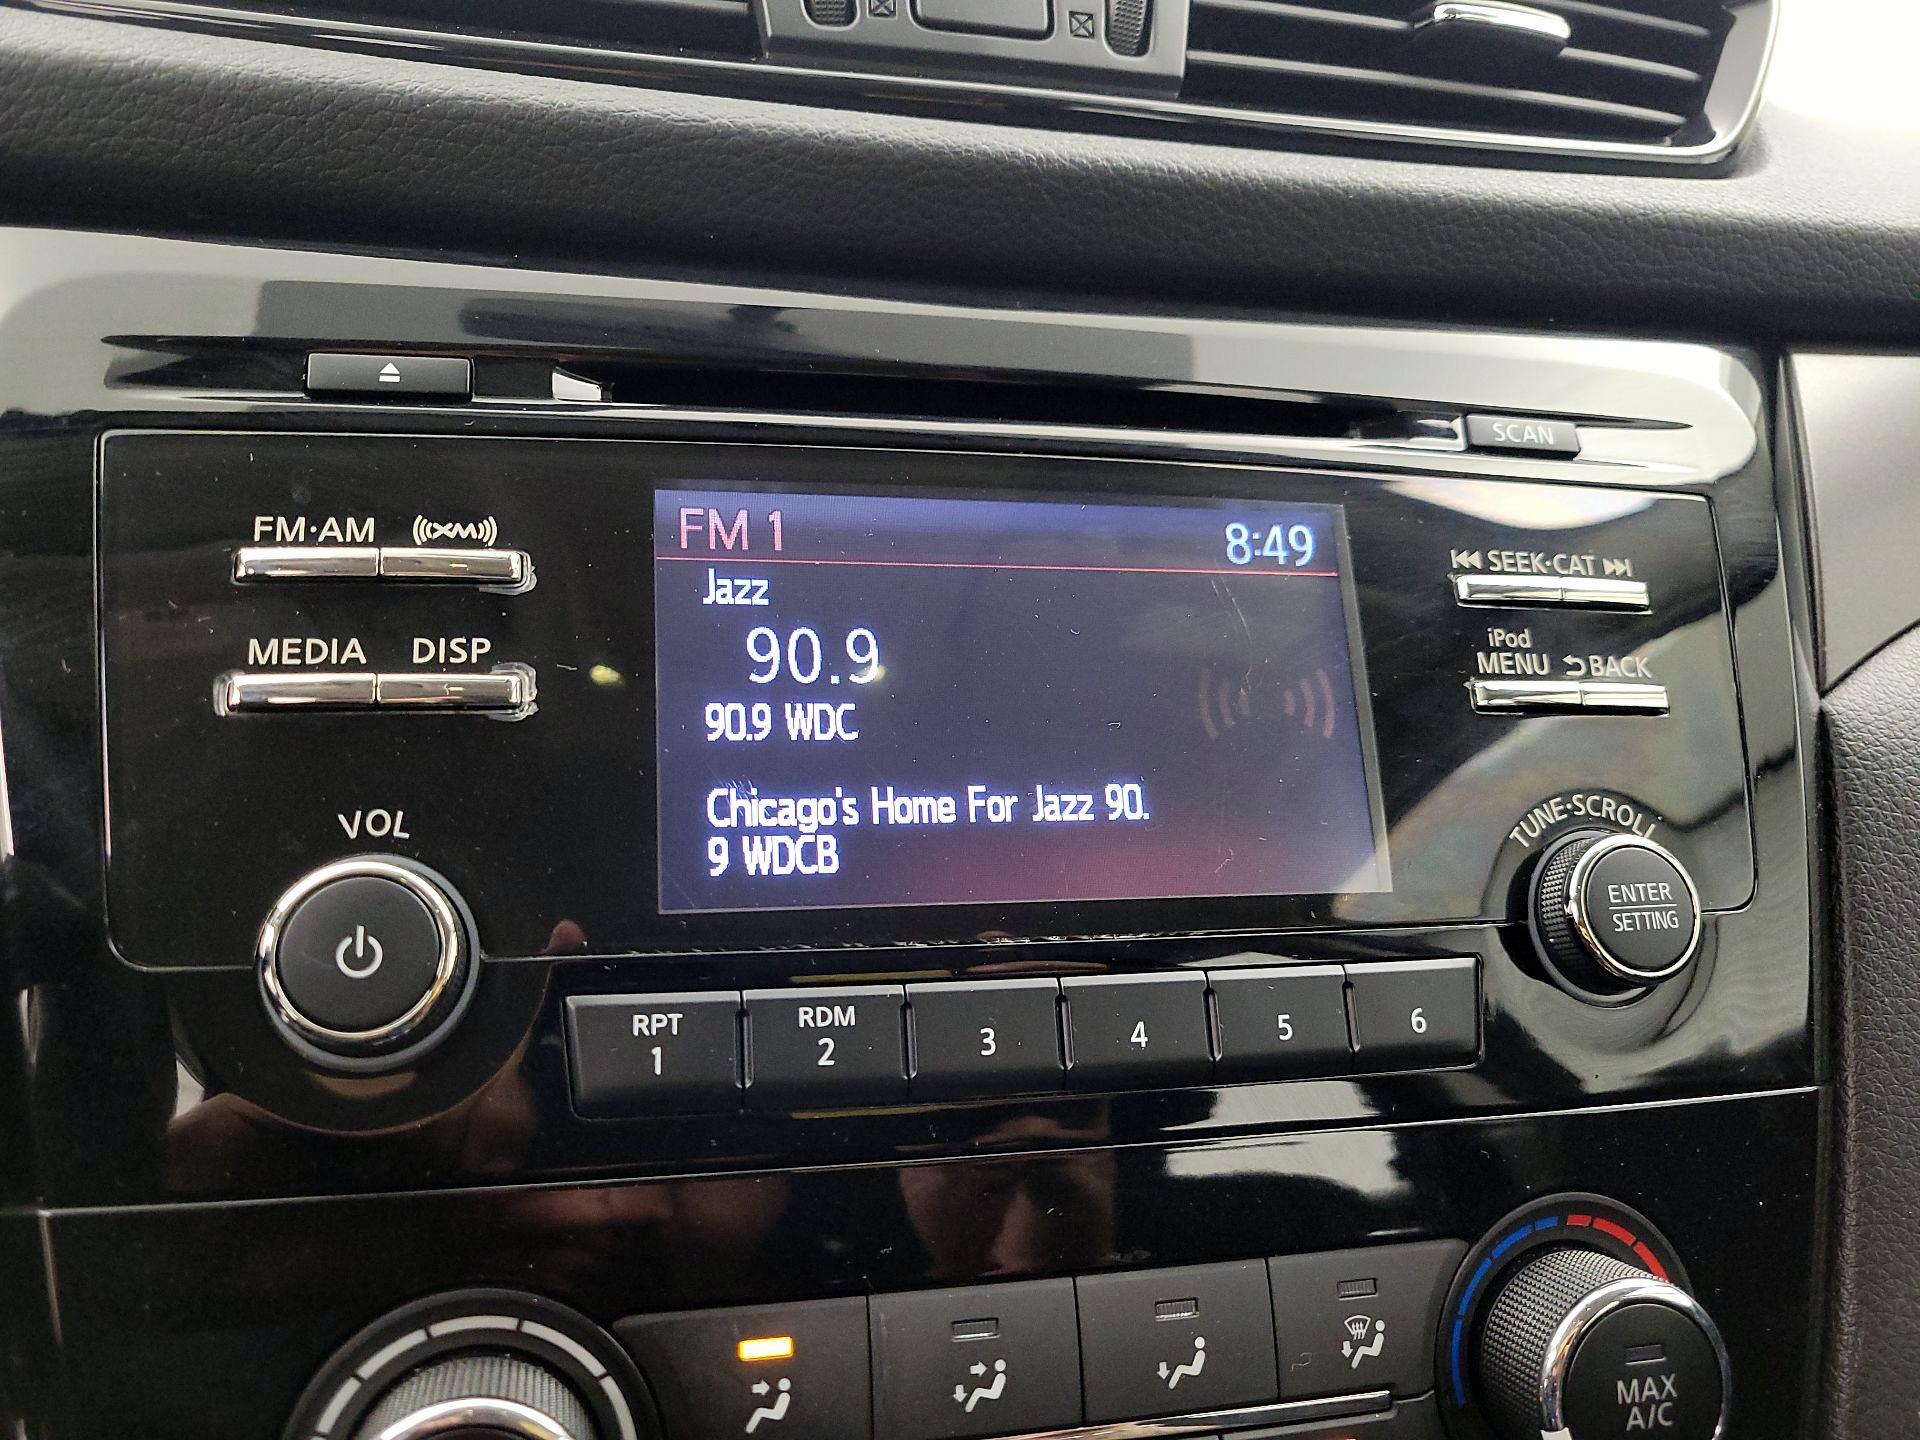 SCAN
FM·AM
((XM))
FM 1
8:49
SEEK·CAT
Jazz
90.9
iPod
MENU
BACK
MEDIA
DISP
90.9 WDC
Chicago's Home For Jazz 90.
9 WDCB
VOL
TUNE·SCROLL
ENTER
SETTING
RPT
1
RDM
2
3
4
5
6
MAX
A/C